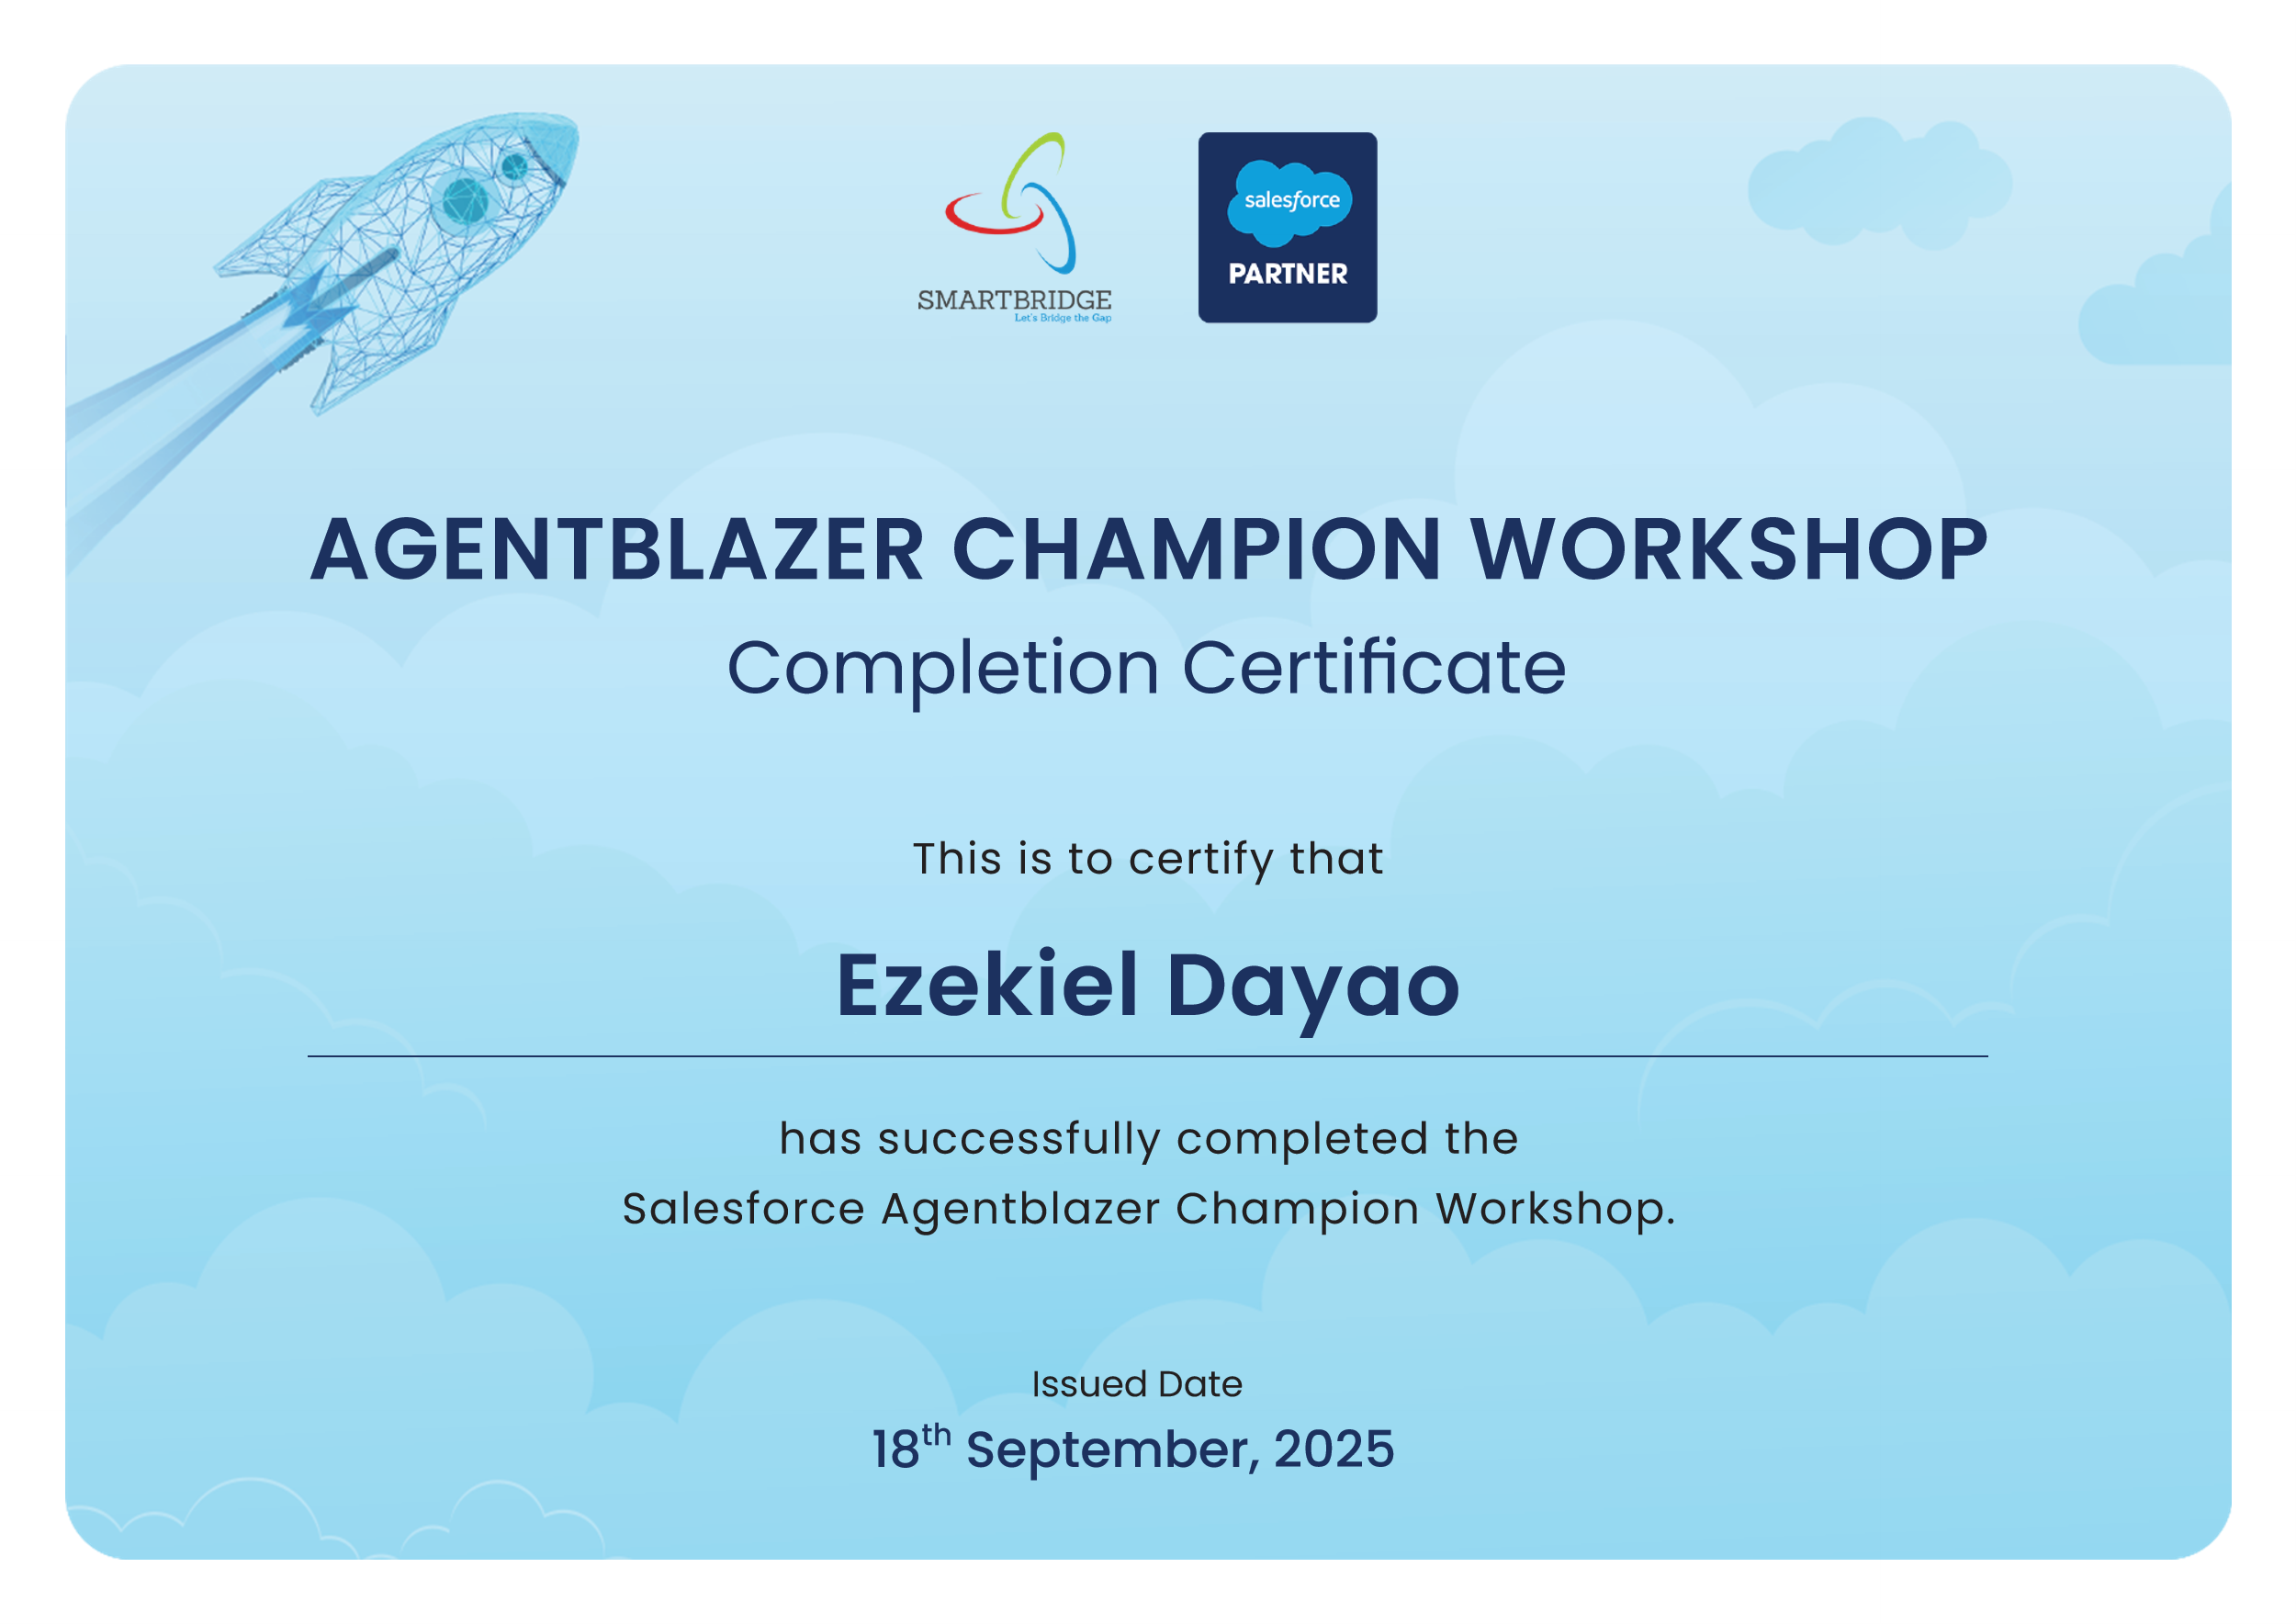 SMARTBRIDGE
Let's Bridge the Gap
salesforce
PARTNER
AGENTBLAZER CHAMPION WORKSHOP
Completion Certificate
This is to certify that
Ezekiel Dayao
has successfully completed the
Salesforce Agentblazer Champion Workshop.
Issued Date
18th September, 2025